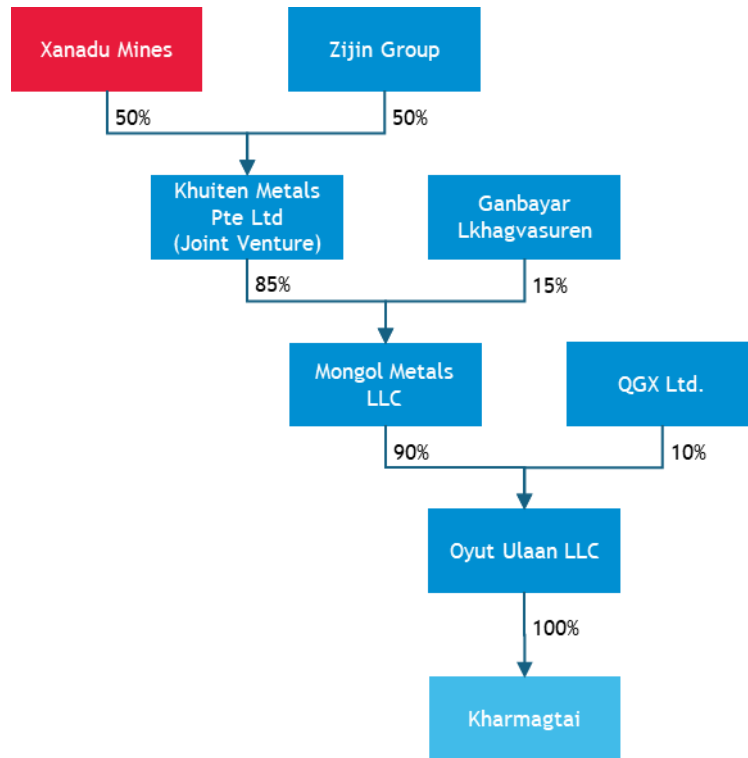 Xanadu Mines
Zijin Group
50%
50%
Khuiten Metals
Pte Ltd
(Joint Venture)
Ganbayar
Lkhagvasuren
85%
15%
Mongol Metals
LLC
QGX Ltd.
90%
10%
Oyut Ulaan LLC
100%
Kharmagtai